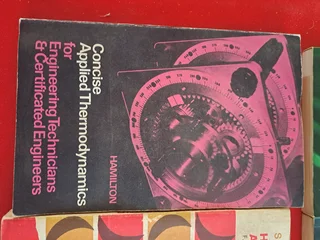 Concise
Applied Thermodynamics
for
Engineering Technicians
& Certificated Engineers
HAMILTON